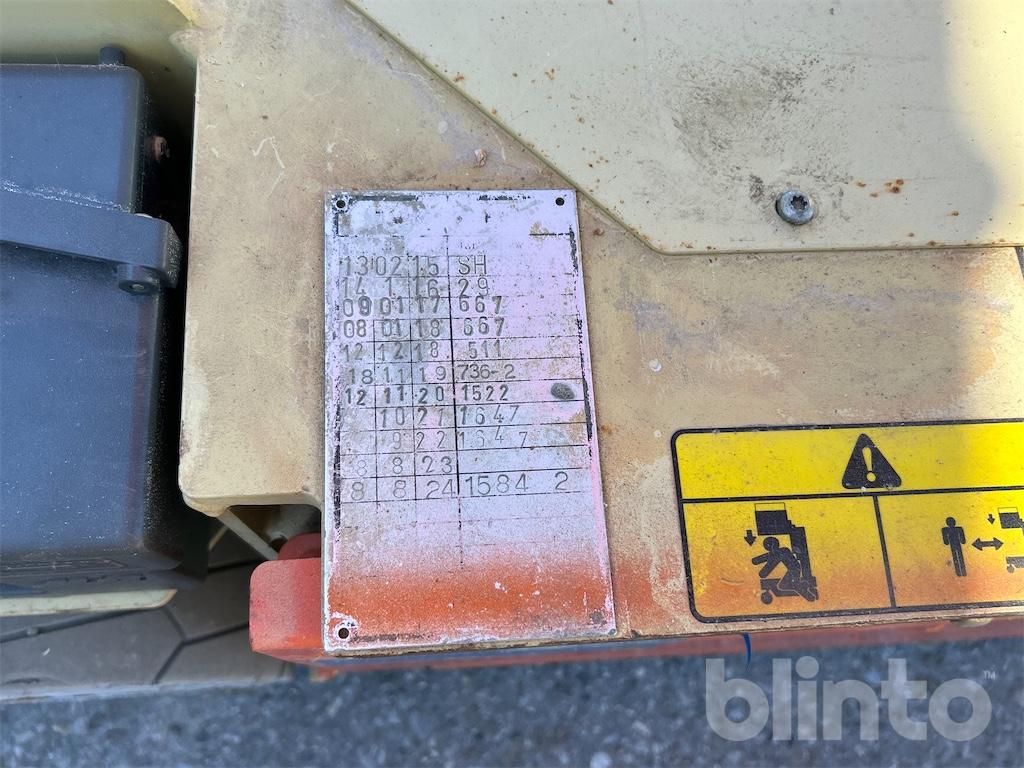 13 02 15 SH
14 1 16 29
09 01 17 667
08 01 18 667
12 12 18 511
18 11 19 736-2
12 11 20 1522
10 21 1647
9 22 1647
8 8 23
8 8 24 1584 2
blinto™